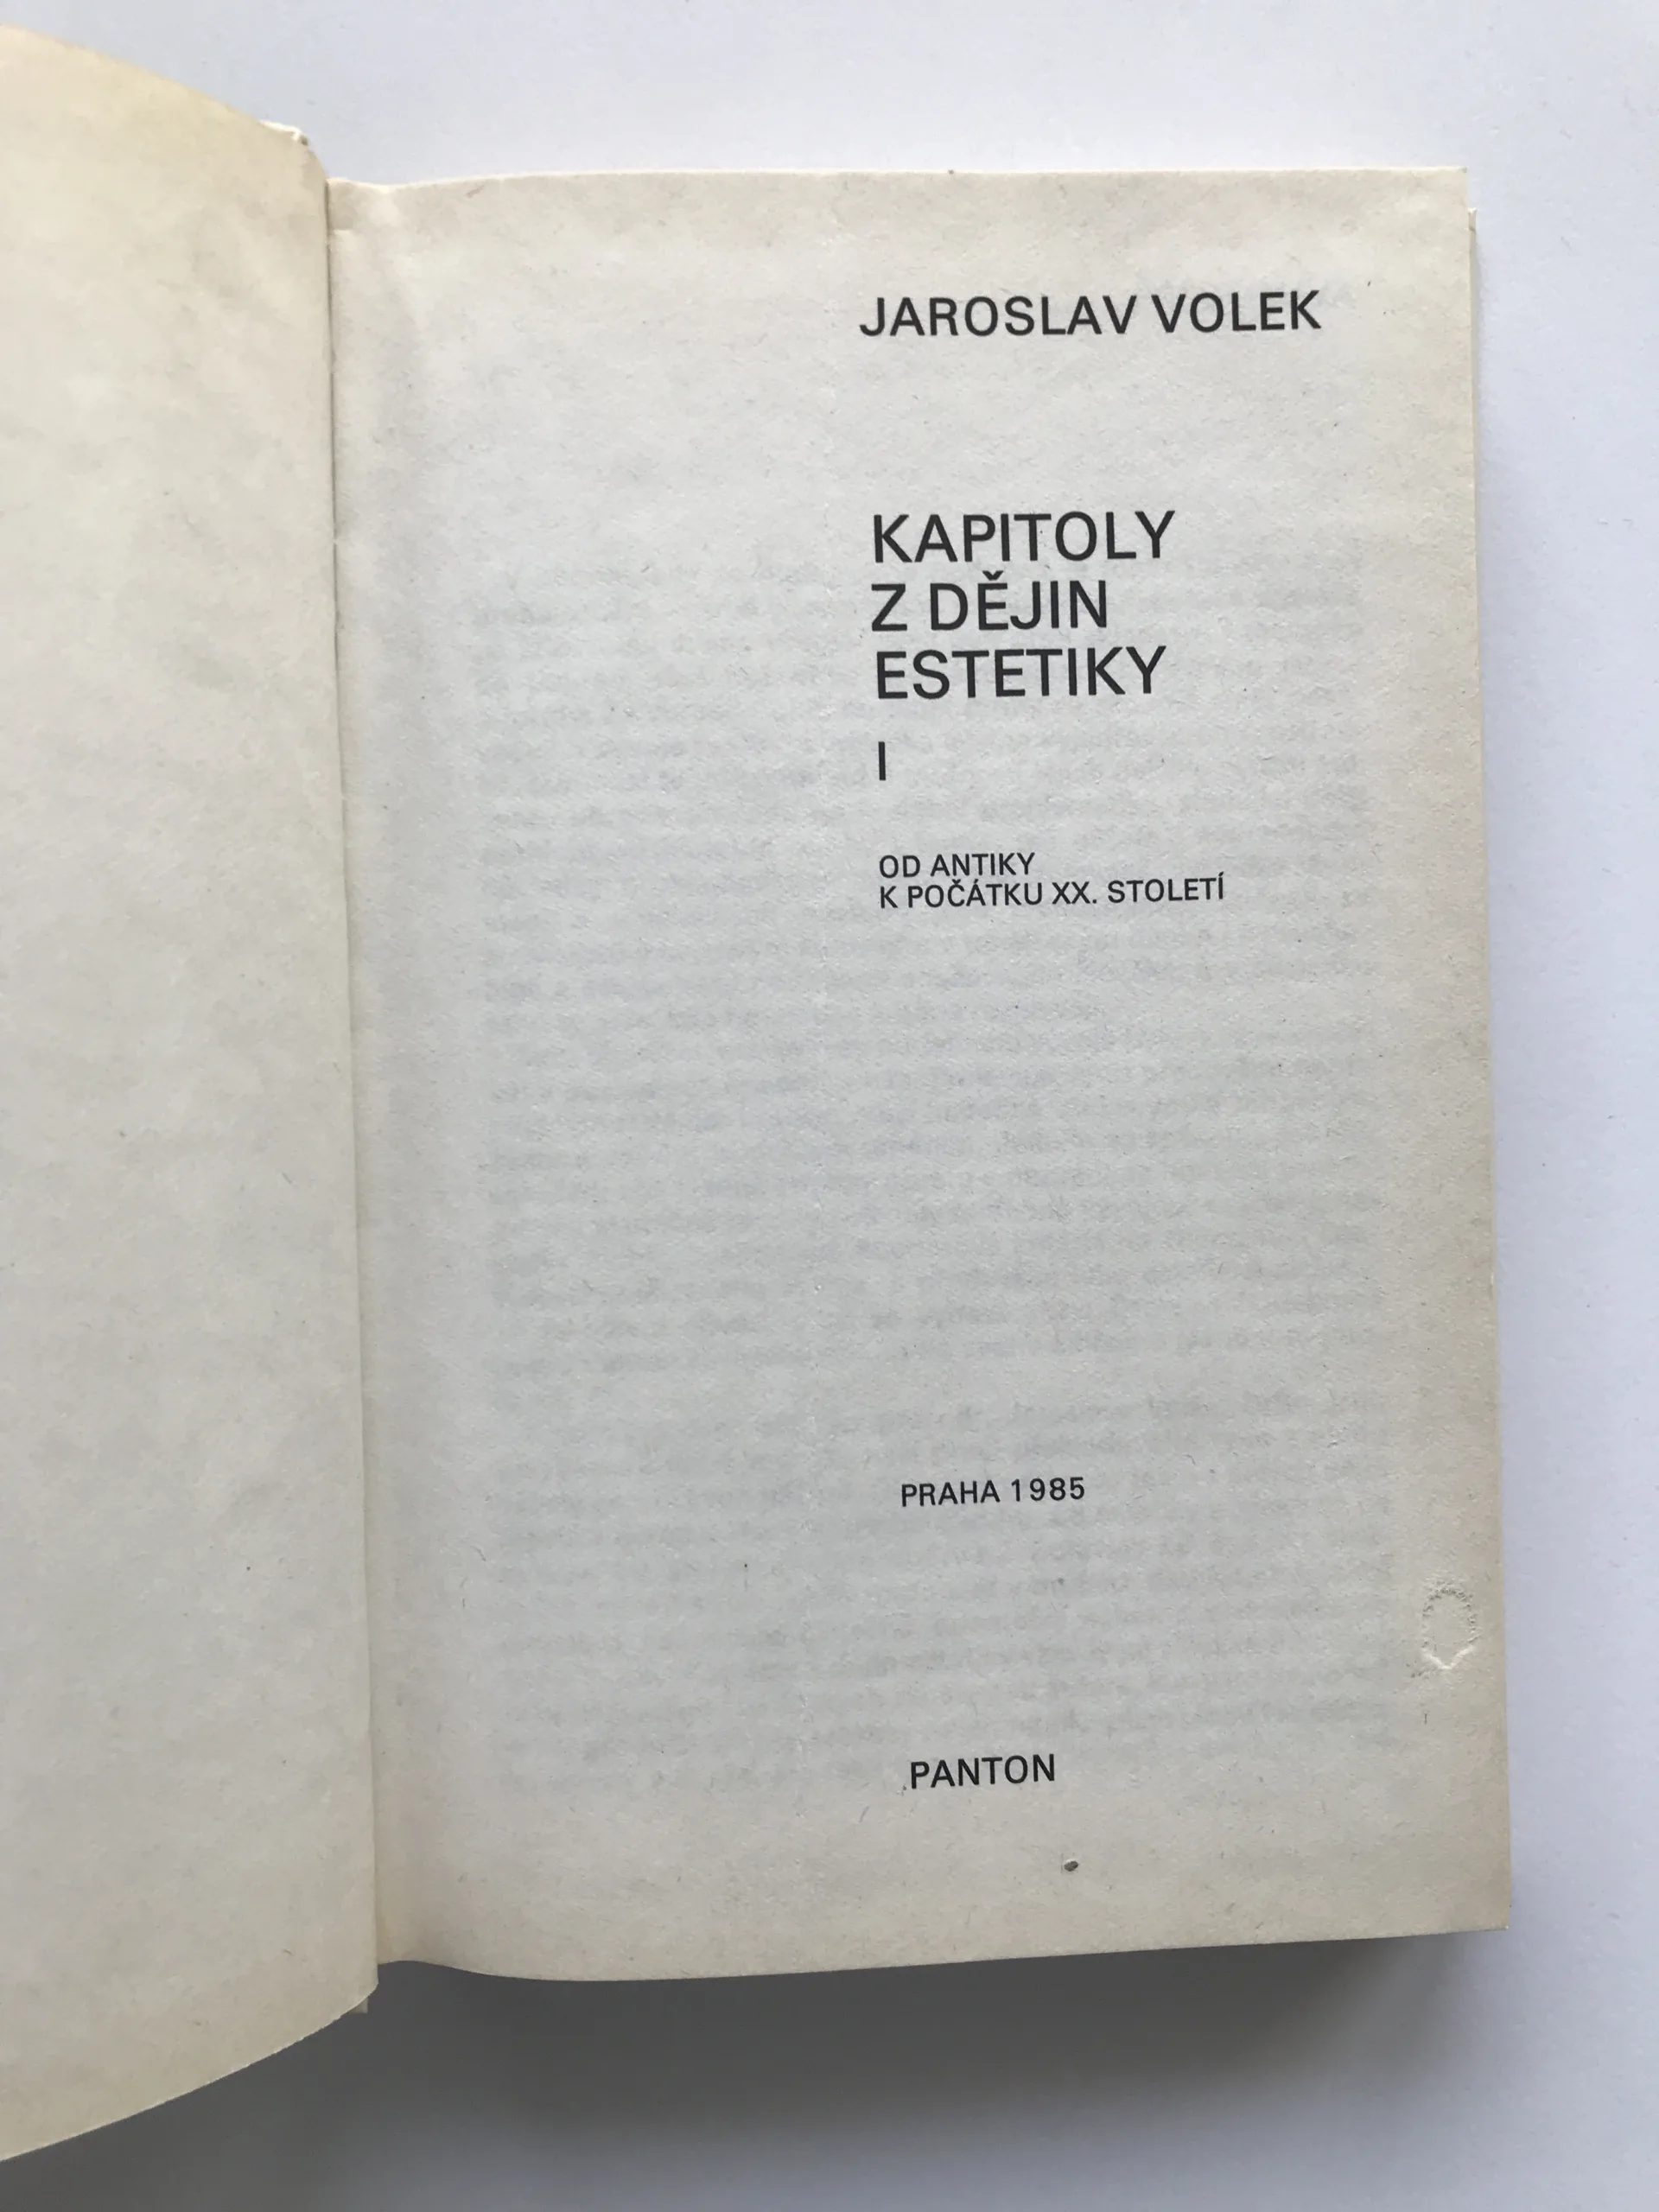 JAROSLAV VOLEK
KAPITOLY
Z DĚJIN
ESTETIKY
I
OD ANTIKY
K POČÁTKU XX. STOLETÍ
PRAHA 1985
PANTON